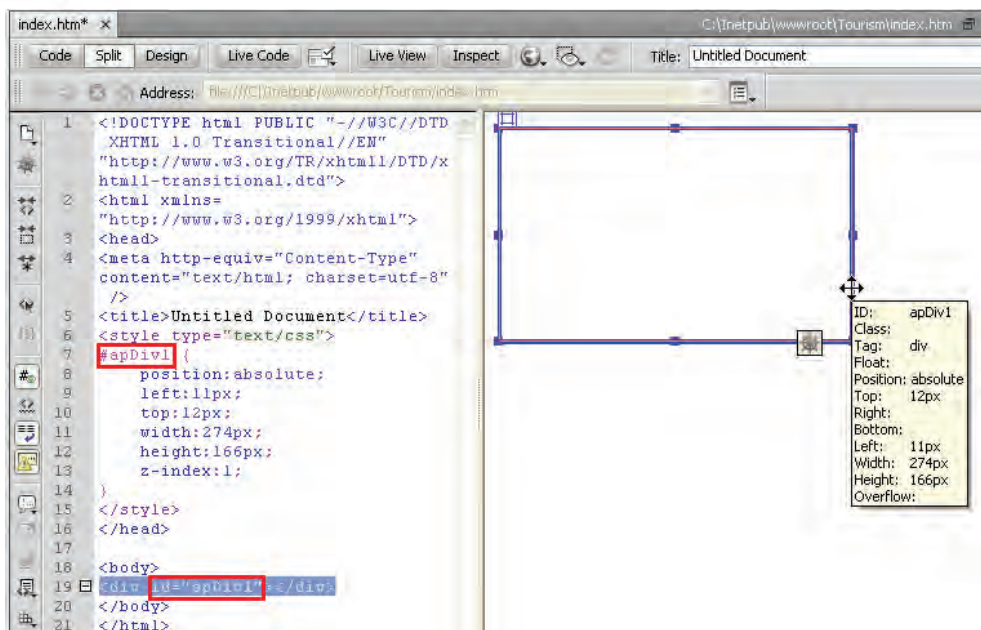 index.htm* ×
C:\Inetpub\wwwroot\Tourism\index.htm
Code Split Design Live Code Live View Inspect Title: Untitled Document
Address: file:///C|/Inetpub/wwwroot/Tourism/index.htm
1 <!DOCTYPE html PUBLIC "-//W3C//DTD
XHTML 1.0 Transitional//EN"
"http://www.w3.org/TR/xhtml1/DTD/x
html1-transitional.dtd">
2 <html xmlns=
"http://www.w3.org/1999/xhtml">
3 <head>
4 <meta http-equiv="Content-Type"
content="text/html; charset=utf-8"
/>
5 <title>Untitled Document</title>
6 <style type="text/css">
7 #apDiv1 {
8 position:absolute;
9 left:11px;
10 top:12px;
11 width:274px;
12 height:166px;
13 z-index:1;
14 }
15 </style>
16 </head>
17
18 <body>
19 <div id="apDiv1"></div>
20 </body>
21 </html>
ID: apDiv1
Class:
Tag: div
Float:
Position: absolute
Top: 12px
Right:
Bottom:
Left: 11px
Width: 274px
Height: 166px
Overflow: